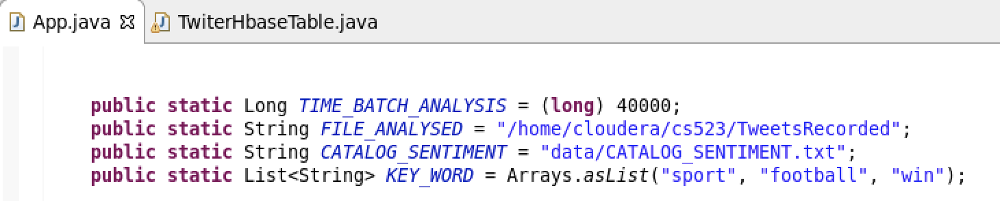 App.java TwiterHbaseTable.java
public static Long TIME_BATCH_ANALYSIS = (long) 40000;
public static String FILE_ANALYSED = "/home/cloudera/cs523/TweetsRecorded";
public static String CATALOG_SENTIMENT = "data/CATALOG_SENTIMENT.txt";
public static List<String> KEY_WORD = Arrays.asList("sport", "football", "win");